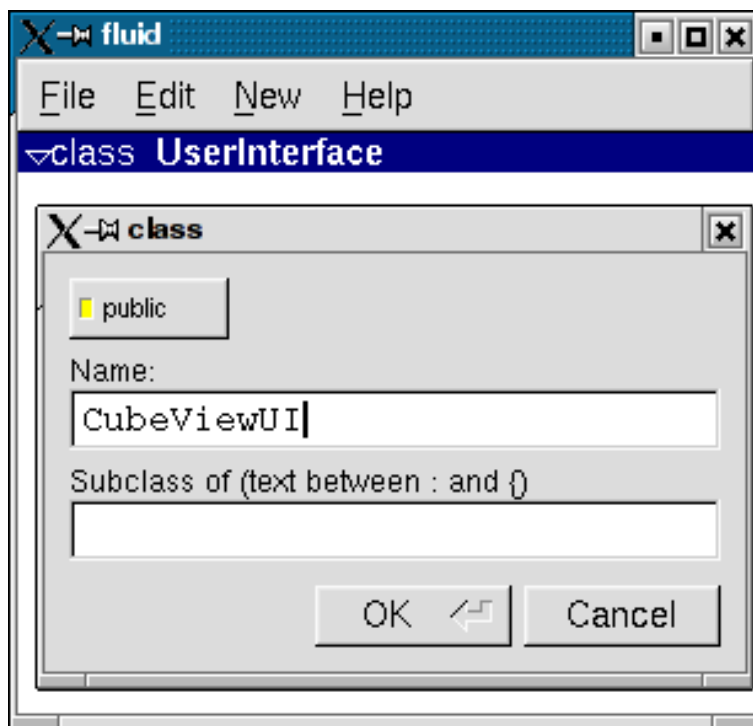 fluid
File Edit New Help
class UserInterface
class
public
Name:
CubeViewUI
Subclass of (text between : and {)
OK Cancel